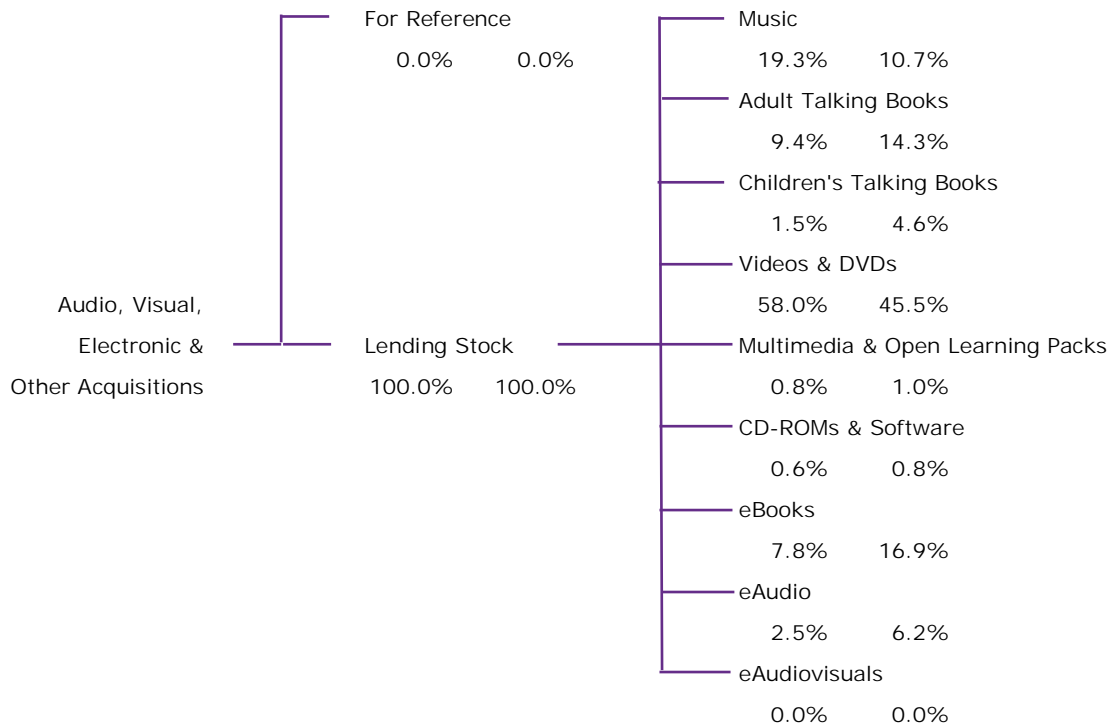 For Reference
0.0% 0.0%
Audio, Visual,
Electronic &
Other Acquisitions
Lending Stock
100.0% 100.0%
Music
19.3% 10.7%
Adult Talking Books
9.4% 14.3%
Children's Talking Books
1.5% 4.6%
Videos & DVDs
58.0% 45.5%
Multimedia & Open Learning Packs
0.8% 1.0%
CD-ROMs & Software
0.6% 0.8%
eBooks
7.8% 16.9%
eAudio
2.5% 6.2%
eAudiovisuals
0.0% 0.0%